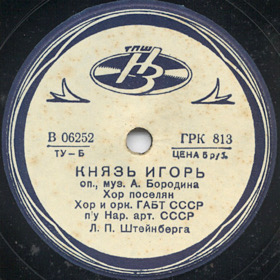 ТПШ
НЗ
В 06252 ГРК 813
ТУ-Б ЦЕНА 5 р/з.
КНЯЗЬ ИГОРЬ
оп., муз. А. Бородина
Хор поселян
Хор и орк. ГАБТ СССР
п/у Нар. арт. СССР
Л. П. Штейнберга